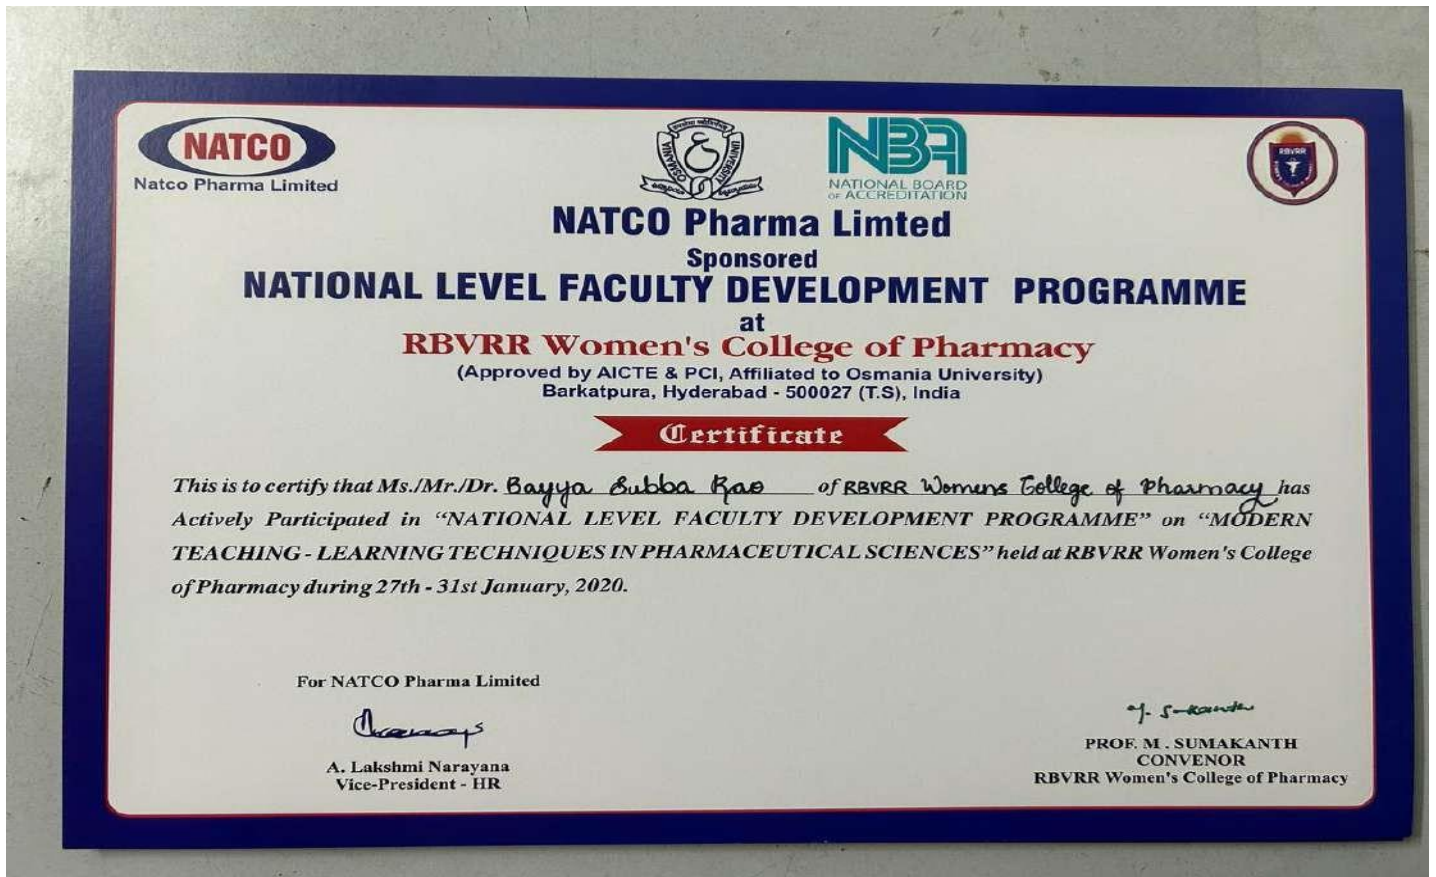 NATCO
Natco Pharma Limited
OSMANIA UNIVERSITY
NBA
NATIONAL BOARD
OF ACCREDITATION
RBVRR
NATCO Pharma Limted
Sponsored
NATIONAL LEVEL FACULTY DEVELOPMENT PROGRAMME
at
RBVRR Women's College of Pharmacy
(Approved by AICTE & PCI, Affiliated to Osmania University)
Barkatpura, Hyderabad - 500027 (T.S), India
Certificate
This is to certify that Ms./Mr./Dr. Bayya Subba Rao of RBVRR Womens College of Pharmacy has
Actively Participated in “NATIONAL LEVEL FACULTY DEVELOPMENT PROGRAMME” on “MODERN
TEACHING - LEARNING TECHNIQUES IN PHARMACEUTICAL SCIENCES” held at RBVRR Women's College
of Pharmacy during 27th - 31st January, 2020.
For NATCO Pharma Limited
A. Lakshmi Narayana
Vice-President - HR
PROF. M . SUMAKANTH
CONVENOR
RBVRR Women's College of Pharmacy